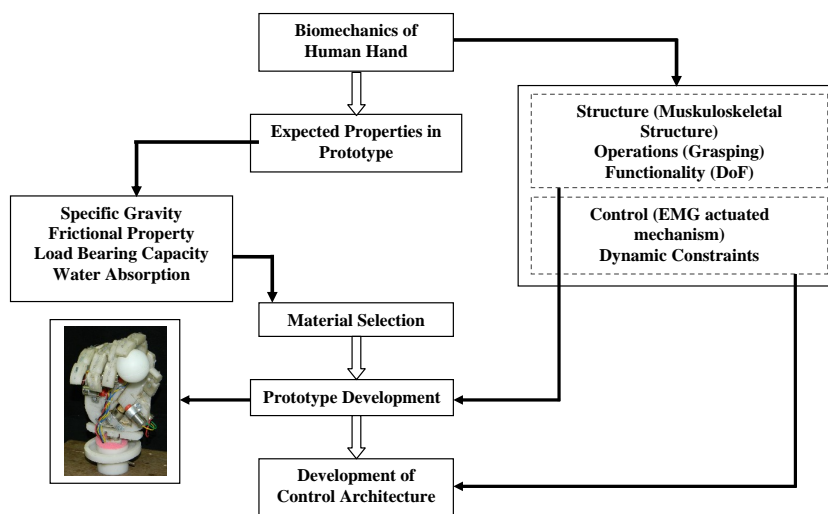 Biomechanics of
Human Hand
Expected Properties in
Prototype
Structure (Muskuloskeletal
Structure)
Operations (Grasping)
Functionality (DoF)
Control (EMG actuated
mechanism)
Dynamic Constraints
Specific Gravity
Frictional Property
Load Bearing Capacity
Water Absorption
Material Selection
Prototype Development
Development of
Control Architecture